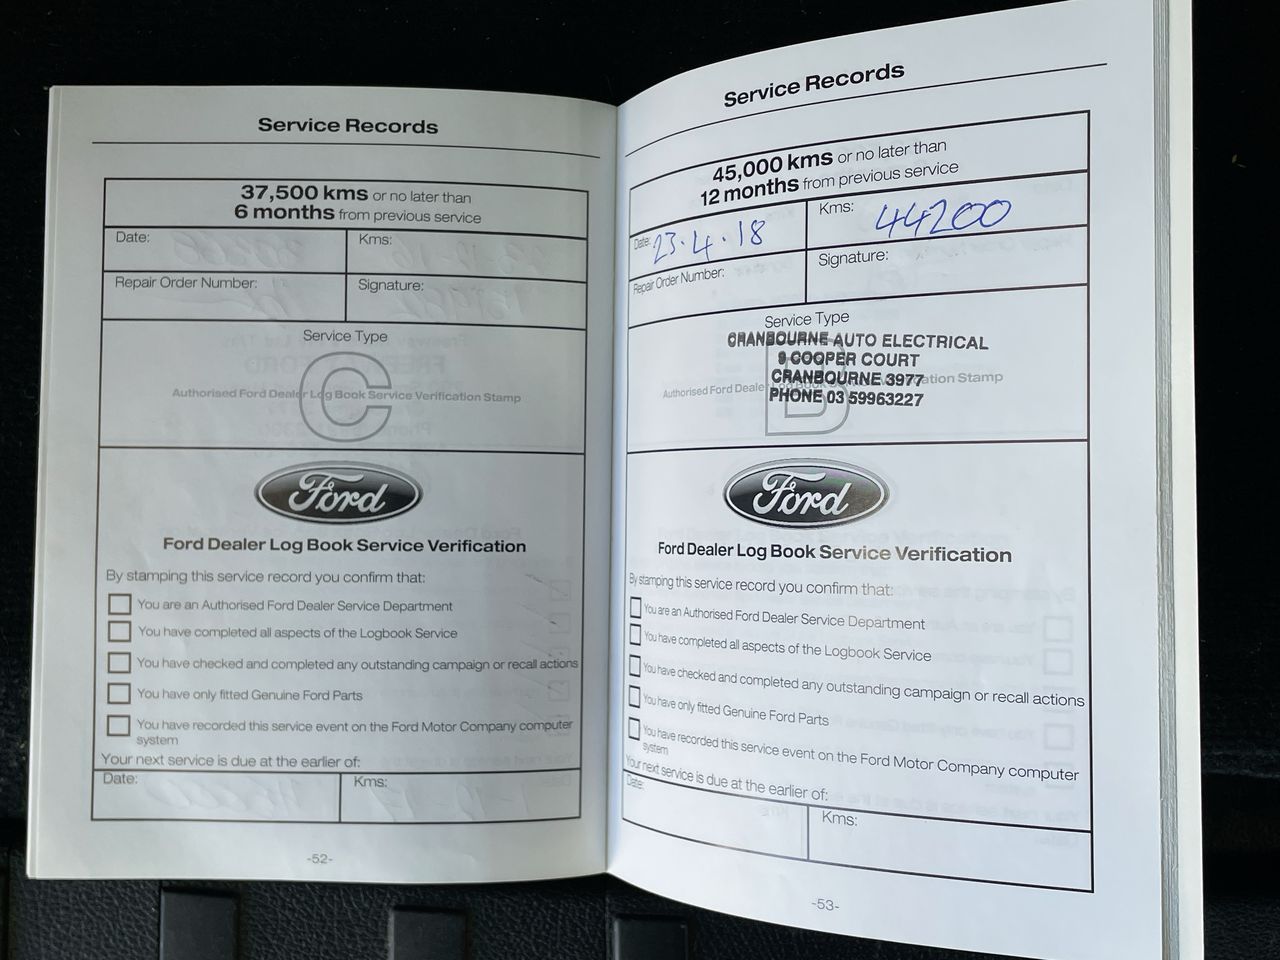 Service Records
37,500 kms or no later than
6 months from previous service
Date:
Kms:
Repair Order Number:
Signature:
Service Type
C
Authorised Ford Dealer Log Book Service Verification Stamp
Ford
Ford Dealer Log Book Service Verification
By stamping this service record you confirm that:
You are an Authorised Ford Dealer Service Department
You have completed all aspects of the Logbook Service
You have checked and completed any outstanding campaign or recall actions
You have only fitted Genuine Ford Parts
You have recorded this service event on the Ford Motor Company computer
system
Your next service is due at the earlier of:
Date:
Kms:
-52-
Service Records
45,000 kms or no later than
12 months from previous service
Date: 23.4.18
Kms: 44200
Repair Order Number:
Signature:
Service Type
CRANBOURNE AUTO ELECTRICAL
9 COOPER COURT
CRANBOURNE 3977
PHONE 03 59963227
B
Authorised Ford Dealer Log Book Service Verification Stamp
Ford
Ford Dealer Log Book Service Verification
By stamping this service record you confirm that:
You are an Authorised Ford Dealer Service Department
You have completed all aspects of the Logbook Service
You have checked and completed any outstanding campaign or recall actions
You have only fitted Genuine Ford Parts
You have recorded this service event on the Ford Motor Company computer
system
Your next service is due at the earlier of:
Date:
Kms:
-53-